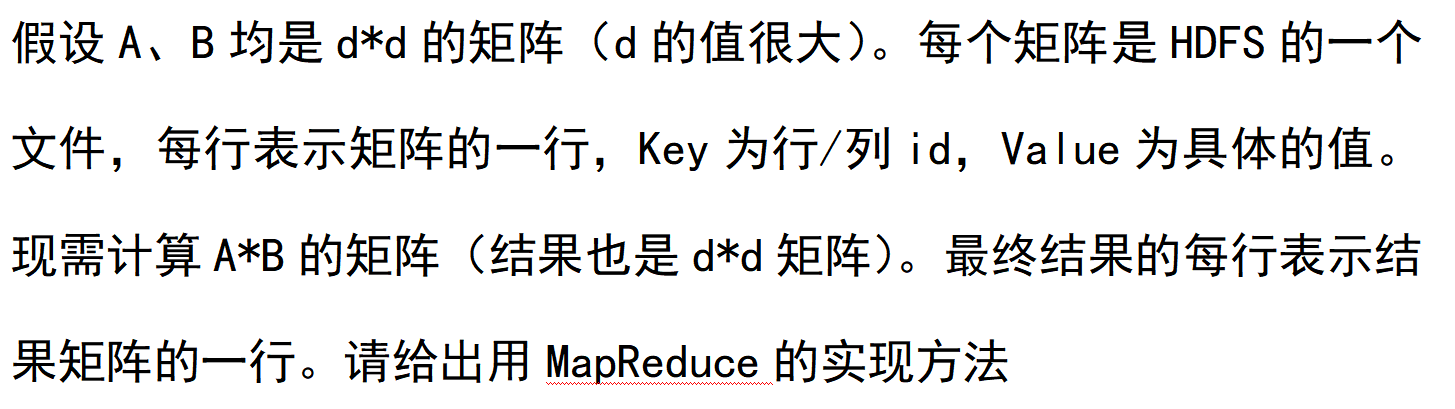 假设 A、B 均是 d*d 的矩阵（d 的值很大）。每个矩阵是 HDFS 的一个
文件，每行表示矩阵的一行，Key 为行/列 id，Value 为具体的值。
现需计算 A*B 的矩阵（结果也是 d*d 矩阵）。最终结果的每行表示结
果矩阵的一行。请给出用 MapReduce 的实现方法